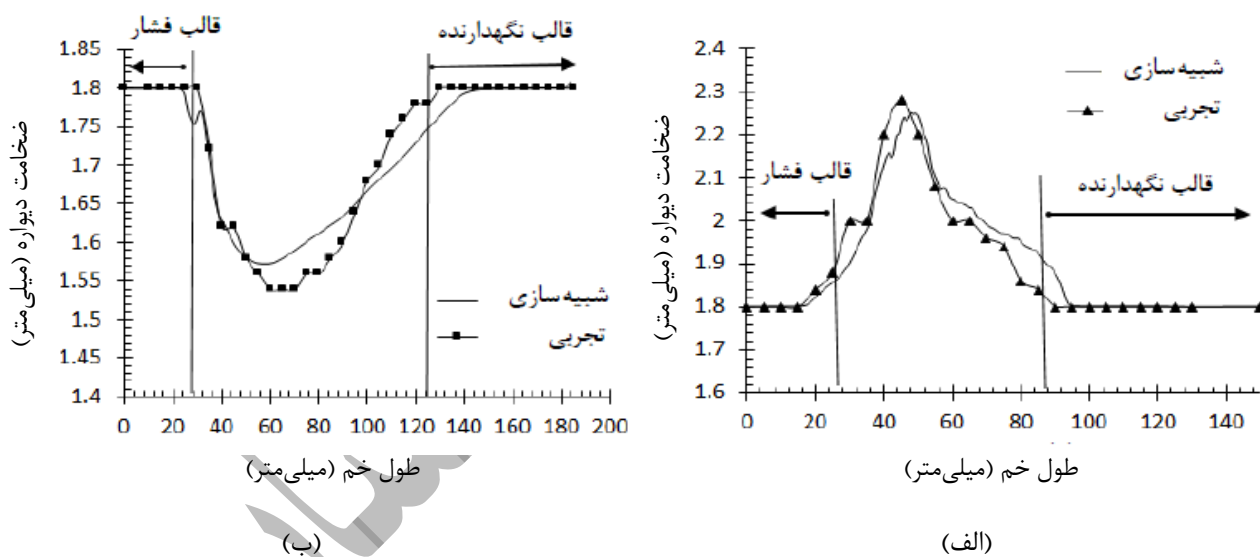 قالب فشار
قالب نگهدارنده
1.85
1.8
1.75
1.7
1.65
1.6
1.55
1.5
1.45
1.4
ضخامت دیواره (میلی‌متر)
شبیه سازی
تجربی
0 20 40 60 80 100 120 140 160 180 200
طول خم (میلی‌متر)
(ب)
2.4
2.3
2.2
2.1
2
1.9
1.8
1.7
1.6
ضخامت دیواره (میلی‌متر)
شبیه سازی
تجربی
قالب فشار
قالب نگهدارنده
0 20 40 60 80 100 120 140
طول خم (میلی‌متر)
(الف)